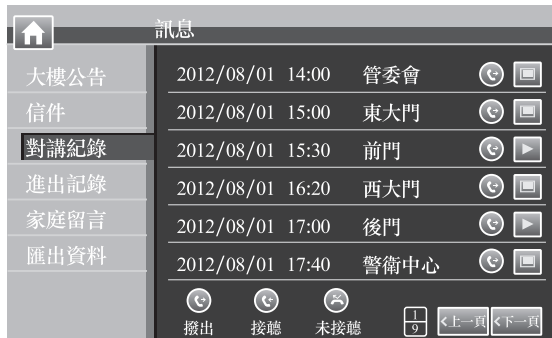 訊息
大樓公告
信件
對講紀錄
進出記錄
家庭留言
匯出資料
2012/08/01 14:00 管委會
2012/08/01 15:00 東大門
2012/08/01 15:30 前門
2012/08/01 16:20 西大門
2012/08/01 17:00 後門
2012/08/01 17:40 警衛中心
撥出 接聽 未接聽
1
9
<上一頁 <下一頁